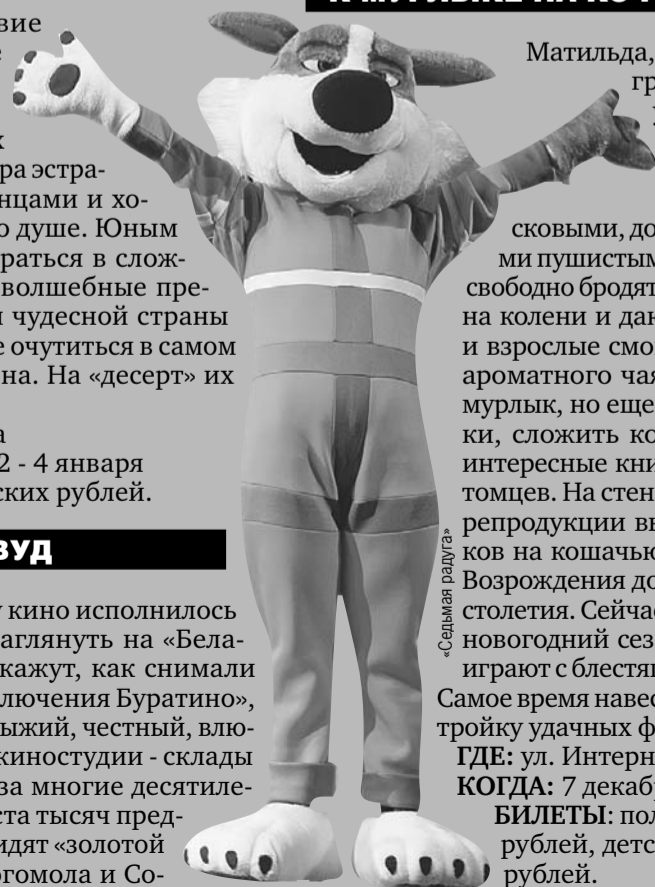 вие
ра эстра-
нцами и хо-
о душе. Юным
раться в слож-
волшебные пре-
чудесной страны
е очутиться в самом
на. На «десерт» их
а
2 - 4 января
ских рублей.
ВУД
у кино исполнилось
аглянуть на «Бела-
кажут, как снимали
лючения Буратино»,
ыжий, честный, влю-
киностудии - склады
за многие десятиле-
ста тысяч пред-
идят «золотой
огомола и Со-
«Седьмая радуга»
Матильда,
гр
сковыми, до
ми пушистым
свободно бродят
на колени и даю
и взрослые смо
ароматного чая
мурлык, но еще
ки, сложить ко
интересные кни
томцев. На стен
репродукции вы
ков на кошачью
Возрождения до
столетия. Сейчас
новогодний сез
играют с блестя
Самое время навес
тройку удачных ф
ГДЕ: ул. Интерн
КОГДА: 7 декаб
БИЛЕТЫ: пол
рублей, детс
рублей.